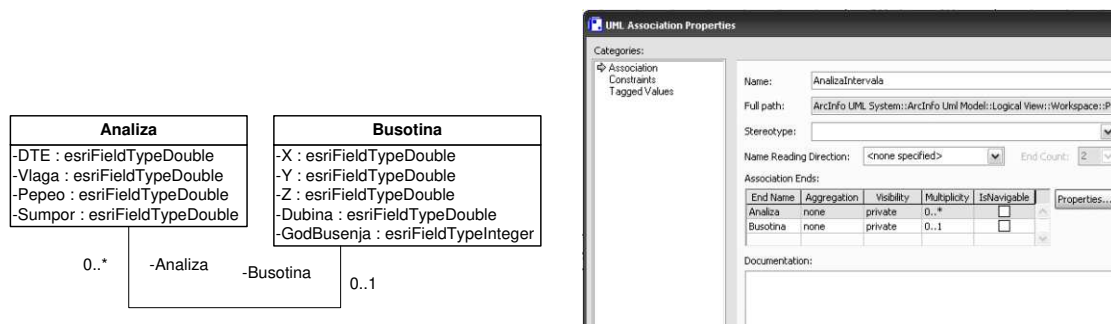 Analiza
-DTE : esriFieldTypeDouble
-Vlaga : esriFieldTypeDouble
-Pepeo : esriFieldTypeDouble
-Sumpor : esriFieldTypeDouble
Busotina
-X : esriFieldTypeDouble
-Y : esriFieldTypeDouble
-Z : esriFieldTypeDouble
-Dubina : esriFieldTypeDouble
-GodBusenja : esriFieldTypeInteger
0..*
-Analiza
-Busotina
0..1
UML Association Properties
Categories:
Association
Constraints
Tagged Values
Name: AnalizaIntervala
Full path: ArcInfo UML System::ArcInfo Uml Model::Logical View::Workspace::P
Stereotype:
Name Reading Direction: <none specified> End Count: 2
Association Ends:
End Name Aggregation Visibility Multiplicity IsNavigable
Analiza none private 0..*
Busotina none private 0..1
Properties...
Documentation: